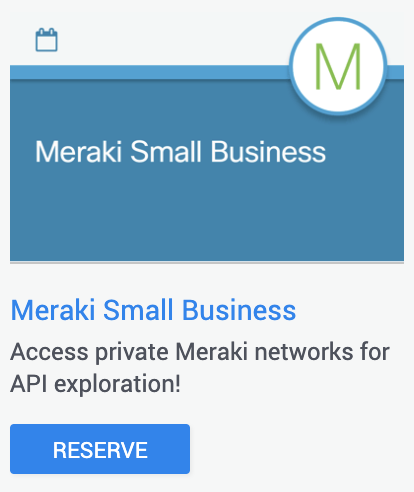 M
Meraki Small Business
Meraki Small Business
Access private Meraki networks for
API exploration!
RESERVE